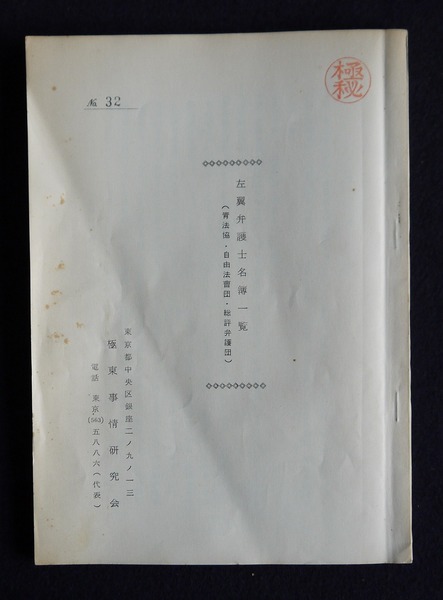 極秘
№ 32
左翼弁護士名簿一覧
(青法協・自由法曹団・総評弁護団)
東京都中央区銀座二ノ九ノ一三
極東事情研究会
電話 東京(563)五八八六(代表)